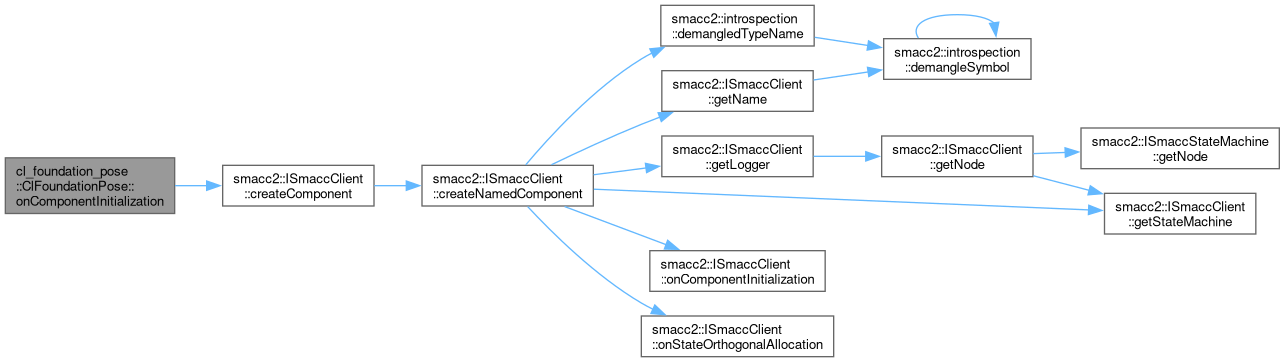 cl_foundation_pose
::ClFoundationPose::
onComponentInitialization
smacc2::ISmaccClient
::createComponent
smacc2::ISmaccClient
::createNamedComponent
smacc2::introspection
::demangledTypeName
smacc2::ISmaccClient
::getName
smacc2::ISmaccClient
::getLogger
smacc2::ISmaccClient
::onComponentInitialization
smacc2::ISmaccClient
::onStateOrthogonalAllocation
smacc2::introspection
::demangleSymbol
smacc2::ISmaccClient
::getNode
smacc2::ISmaccStateMachine
::getNode
smacc2::ISmaccClient
::getStateMachine